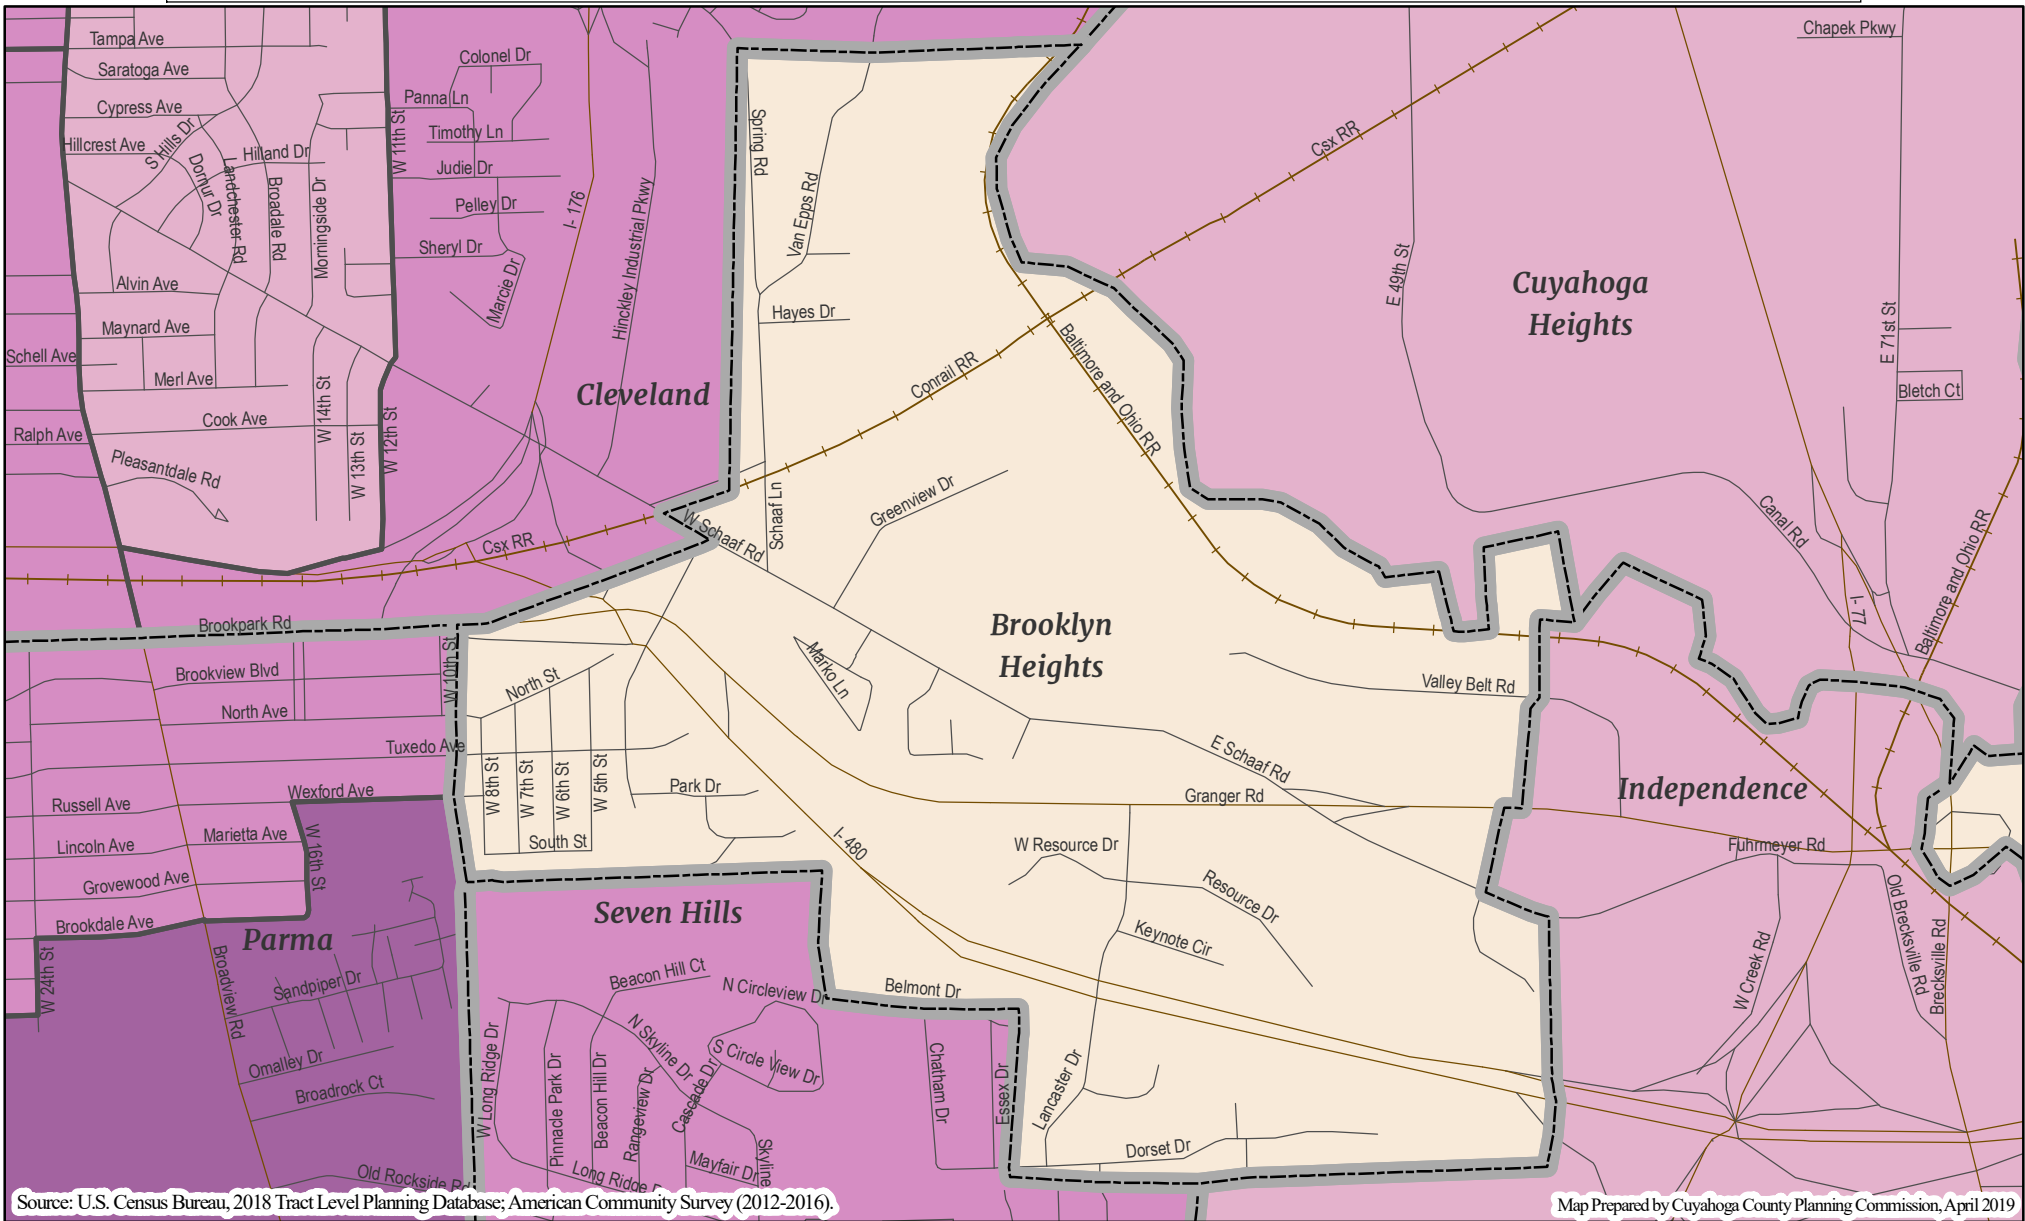 Tampa Ave
Saratoga Ave
Cypress Ave
Hillcrest Ave
S Hills Dr
Dornur Dr
Landchester Rd
Hilland Dr
Broadale Rd
Morningside Dr
W 11th St
Alvin Ave
Maynard Ave
Schell Ave
Merl Ave
Cook Ave
Ralph Ave
Pleasantdale Rd
W 14th St
W 13th St
W 12th St
Colonel Dr
Panna Ln
Timothy Ln
Judie Dr
Pelley Dr
Sheryl Dr
Marcie Dr
I- 176
Hinckley Industrial Pkwy
Cleveland
Csx RR
Spring Rd
Van Epps Rd
Hayes Dr
Conrail RR
Schaaf Ln
W Schaaf Rd
Greenview Dr
Baltimore and Ohio RR
Csx RR
E 49th St
Cuyahoga
Heights
Chapek Pkwy
E 71st St
Bletch Ct
Canal Rd
I- 77
Baltimore and Ohio RR
Brookpark Rd
Brookview Blvd
North Ave
W 10th St
Tuxedo Ave
Wexford Ave
Russell Ave
Marietta Ave
Lincoln Ave
W 16th St
Grovewood Ave
Brookdale Ave
Parma
W 24th St
Broadview Rd
Sandpiper Dr
Omalley Dr
Broadrock Ct
Old Rockside Rd
North St
W 8th St
W 7th St
W 6th St
W 5th St
South St
Park Dr
Marko Ln
Brooklyn
Heights
Valley Belt Rd
E Schaaf Rd
Granger Rd
I- 480
W Resource Dr
Resource Dr
Keynote Cir
Independence
Fuhrmeyer Rd
Old Brecksville Rd
Brecksville Rd
W Creek Rd
Seven Hills
Beacon Hill Ct
N Circleview Dr
Belmont Dr
N Skyline Dr
S Circle View Dr
W Long Ridge Dr
Pinnacle Park Dr
Beacon Hill Dr
Rangeview Dr
Cascade Dr
Chatham Dr
Essex Dr
Lancaster Dr
Dorset Dr
Mayfair Dr
Skyline
Long Ridge
Source: U.S. Census Bureau, 2018 Tract Level Planning Database; American Community Survey (2012-2016).
Map Prepared by Cuyahoga County Planning Commission, April 2019